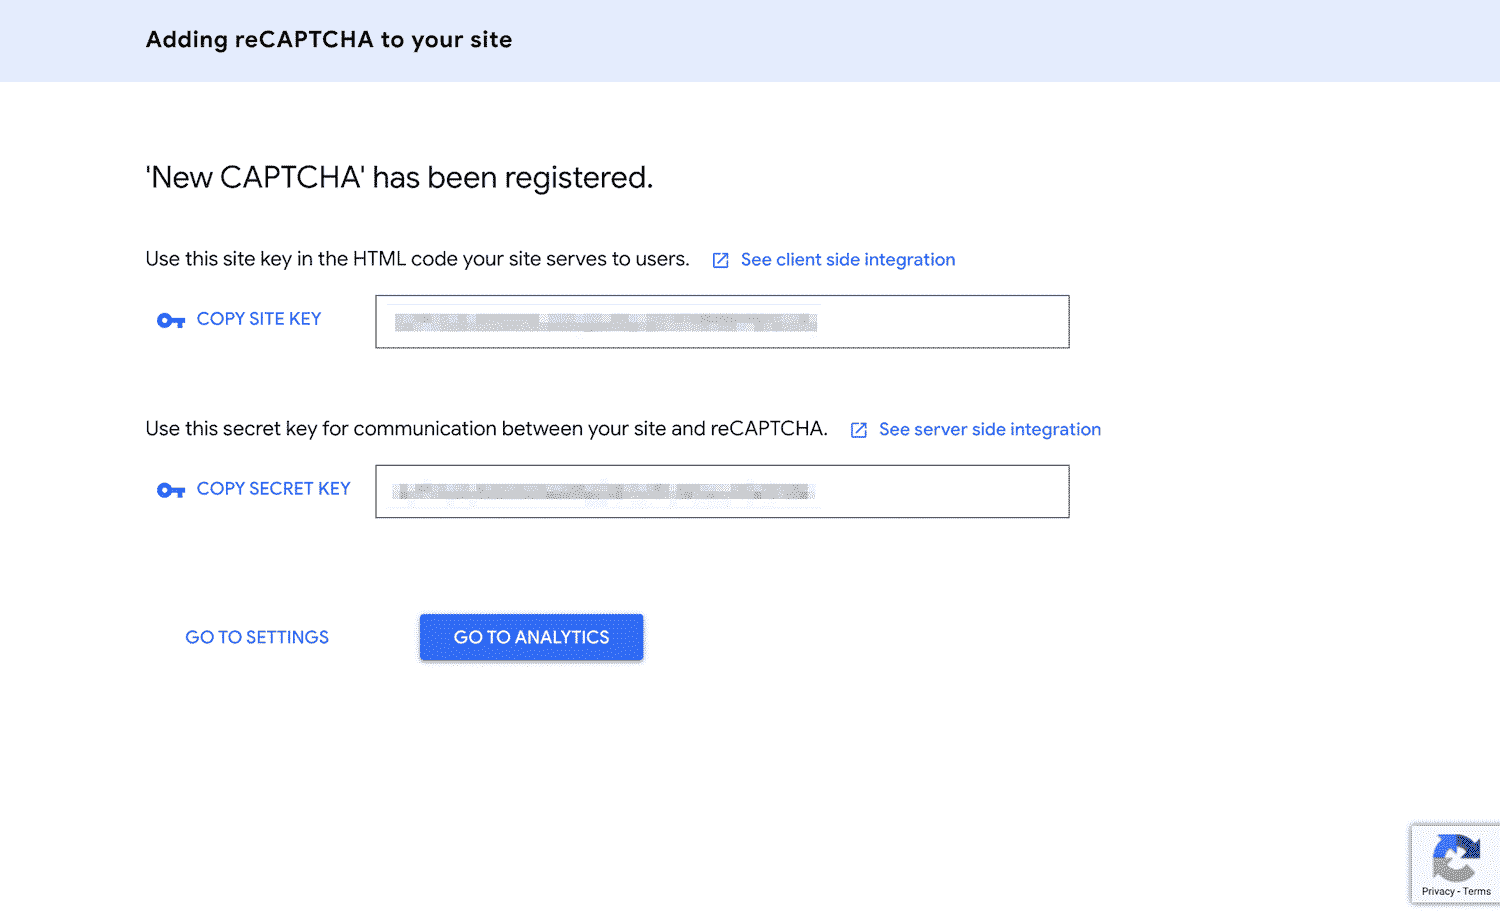 Adding reCAPTCHA to your site
'New CAPTCHA' has been registered.
Use this site key in the HTML code your site serves to users. See client side integration
COPY SITE KEY
Use this secret key for communication between your site and reCAPTCHA. See server side integration
COPY SECRET KEY
GO TO SETTINGS GO TO ANALYTICS
Privacy - Terms